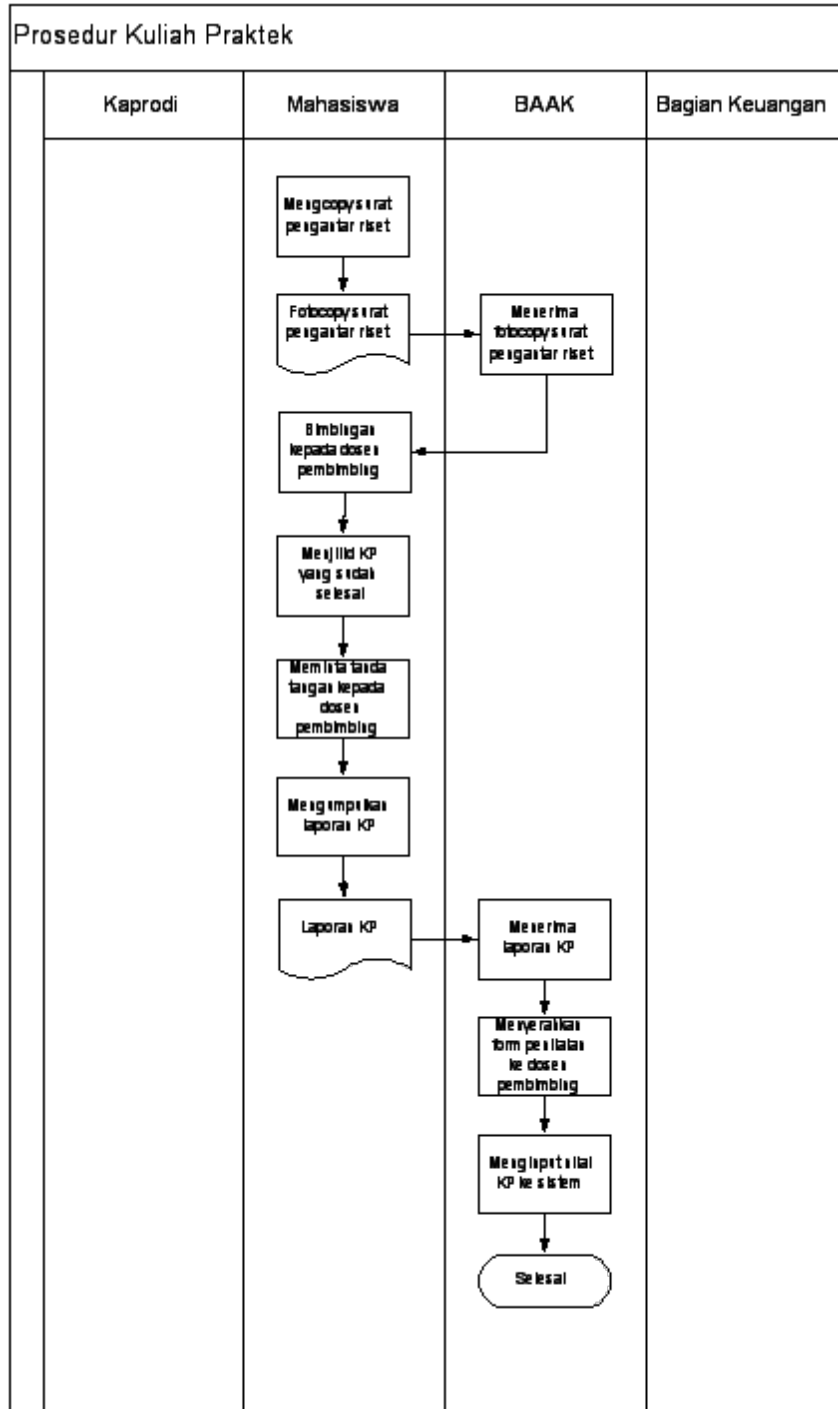 Prosedur Kuliah Praktek
Kaprodi
Mahasiswa
BAAK
Bagian Keuangan
Mengcopy surat
pengantar riset
Fotocopy surat
pengantar riset
Menerima
fotocopy surat
pengantar riset
Bimbingan
kepada dosen
pembimbing
Menjilid KP
yang sudah
selesai
Meminta tanda
tangan kepada
dosen
pembimbing
Mengumpulkan
laporan KP
Laporan KP
Menerima
laporan KP
Menyerahkan
form penilaian
ke dosen
pembimbing
Menginput nilai
KP ke sistem
Selesai